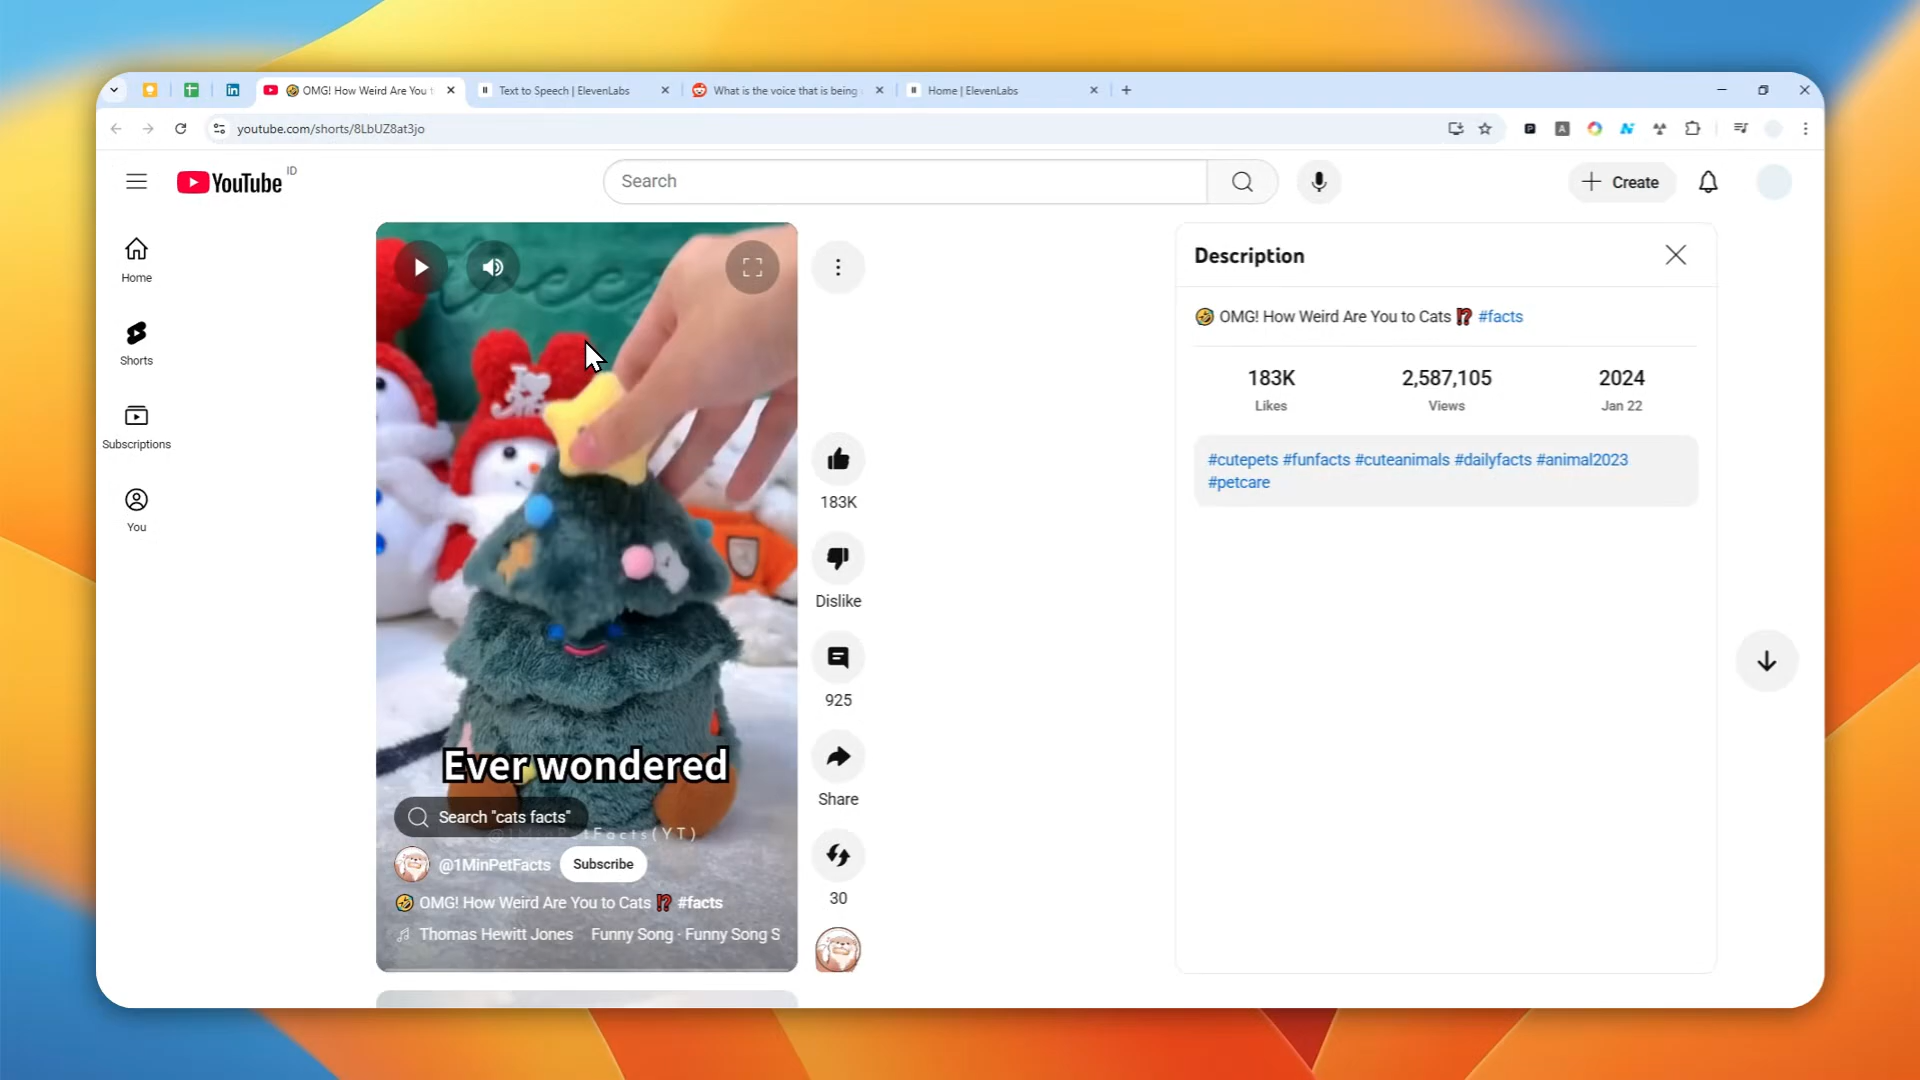 OMG! How Weird Are You t
Text to Speech | ElevenLabs
What is the voice that is being
Home | ElevenLabs
youtube.com/shorts/8LbUZ8at3jo
YouTube ID
Search
Create
Home
Shorts
Subscriptions
You
Ever wondered
Search "cats facts"
@1MinPetFacts(YT)
@1MinPetFacts Subscribe
🤣 OMG! How Weird Are You to Cats ⁉️ #facts
Thomas Hewitt Jones Funny Song · Funny Song S
183K
Dislike
925
Share
30
Description
🤣 OMG! How Weird Are You to Cats ⁉️ #facts
183K 2,587,105 2024
Likes Views Jan 22
#cutepets #funfacts #cuteanimals #dailyfacts #animal2023
#petcare